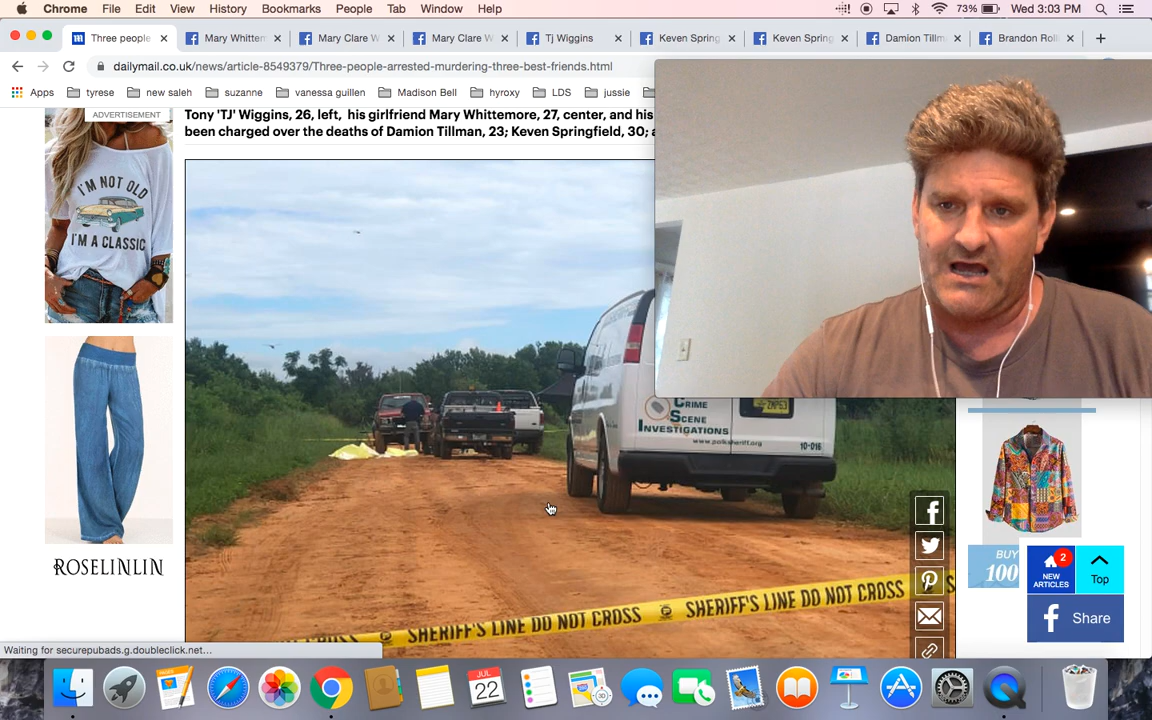 Chrome File Edit View History Bookmarks People Tab Window Help 73% Wed 3:03 PM
Three people Mary Whittem Mary Clare W Mary Clare W Tj Wiggins Keven Spring Keven Spring Damion Tillm Brandon Roll
dailymail.co.uk/news/article-8549379/Three-people-arrested-murdering-three-best-friends.html
Apps tyrese new saleh suzanne vanessa guillen Madison Bell hyroxy LDS jussie
ADVERTISEMENT
Tony 'TJ' Wiggins, 26, left, his girlfriend Mary Whittemore, 27, center, and his
been charged over the deaths of Damion Tillman, 23; Keven Springfield, 30;
I'M NOT OLD
I'M A CLASSIC
CRIME
SCENE
INVESTIGATIONS
www.polksheriff.org
10-016
ROSELINLIN
BUY
100
2
NEW
ARTICLES
Top
Share
SHERIFF'S LINE DO NOT CROSS SHERIFF'S LINE DO NOT CROSS
Waiting for securepubads.g.doubleclick.net...
JUL
22